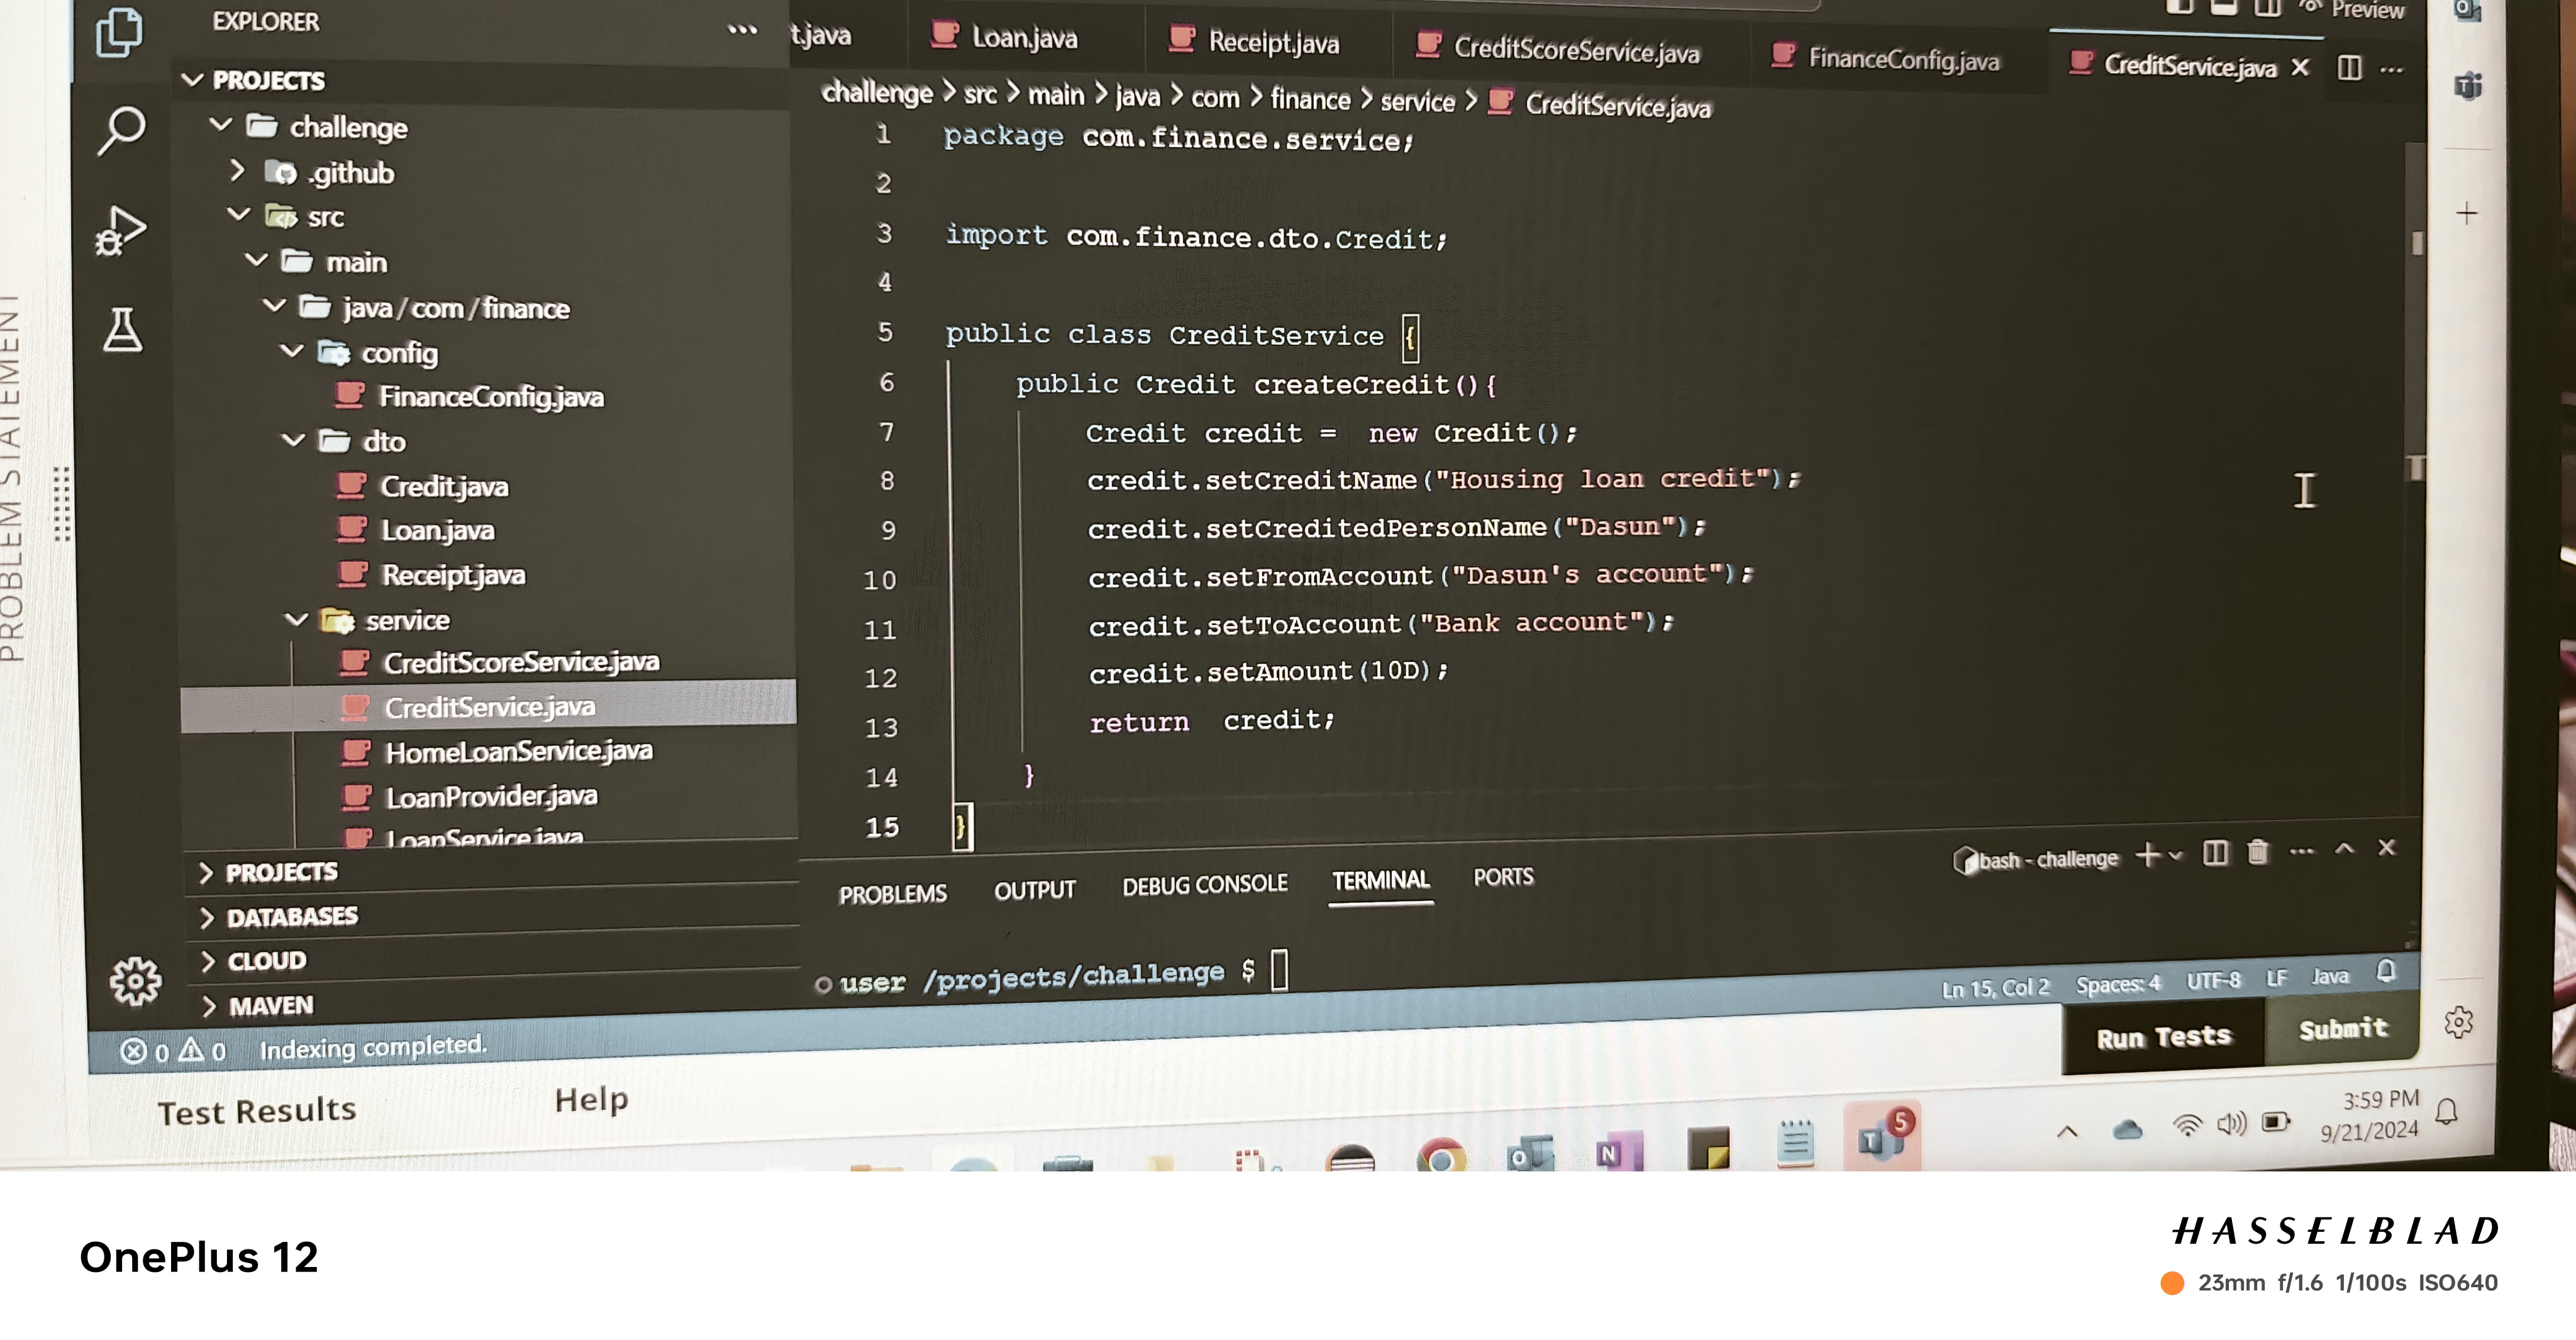 EXPLORER
PROJECTS
challenge
.github
src
main
java/com/finance
config
FinanceConfig.java
dto
Credit.java
Loan.java
Receipt.java
service
CreditScoreService.java
CreditService.java
HomeLoanService.java
LoanProvider.java
LoanService.java
PROJECTS
DATABASES
CLOUD
MAVEN
PROBLEM STATEMENT
Preview
t.java Loan.java Receipt.java CreditScoreService.java FinanceConfig.java CreditService.java
challenge > src > main > java > com > finance > service > CreditService.java
1 package com.finance.service;
2
3 import com.finance.dto.Credit;
4
5 public class CreditService {
6 public Credit createCredit(){
7 Credit credit =  new Credit();
8 credit.setCreditName("Housing loan credit");
9 credit.setCreditedPersonName("Dasun");
10 credit.setFromAccount("Dasun's account");
11 credit.setToAccount("Bank account");
12 credit.setAmount(10D);
13 return  credit;
14 }
15 }
PROBLEMS OUTPUT DEBUG CONSOLE TERMINAL PORTS
bash - challenge
user /projects/challenge $
0 0 Indexing completed.
Ln 15, Col 2 Spaces: 4 UTF-8 LF Java
Run Tests Submit
Test Results Help
5
3:59 PM
9/21/2024
OnePlus 12
HASSELBLAD
23mm f/1.6 1/100s ISO640